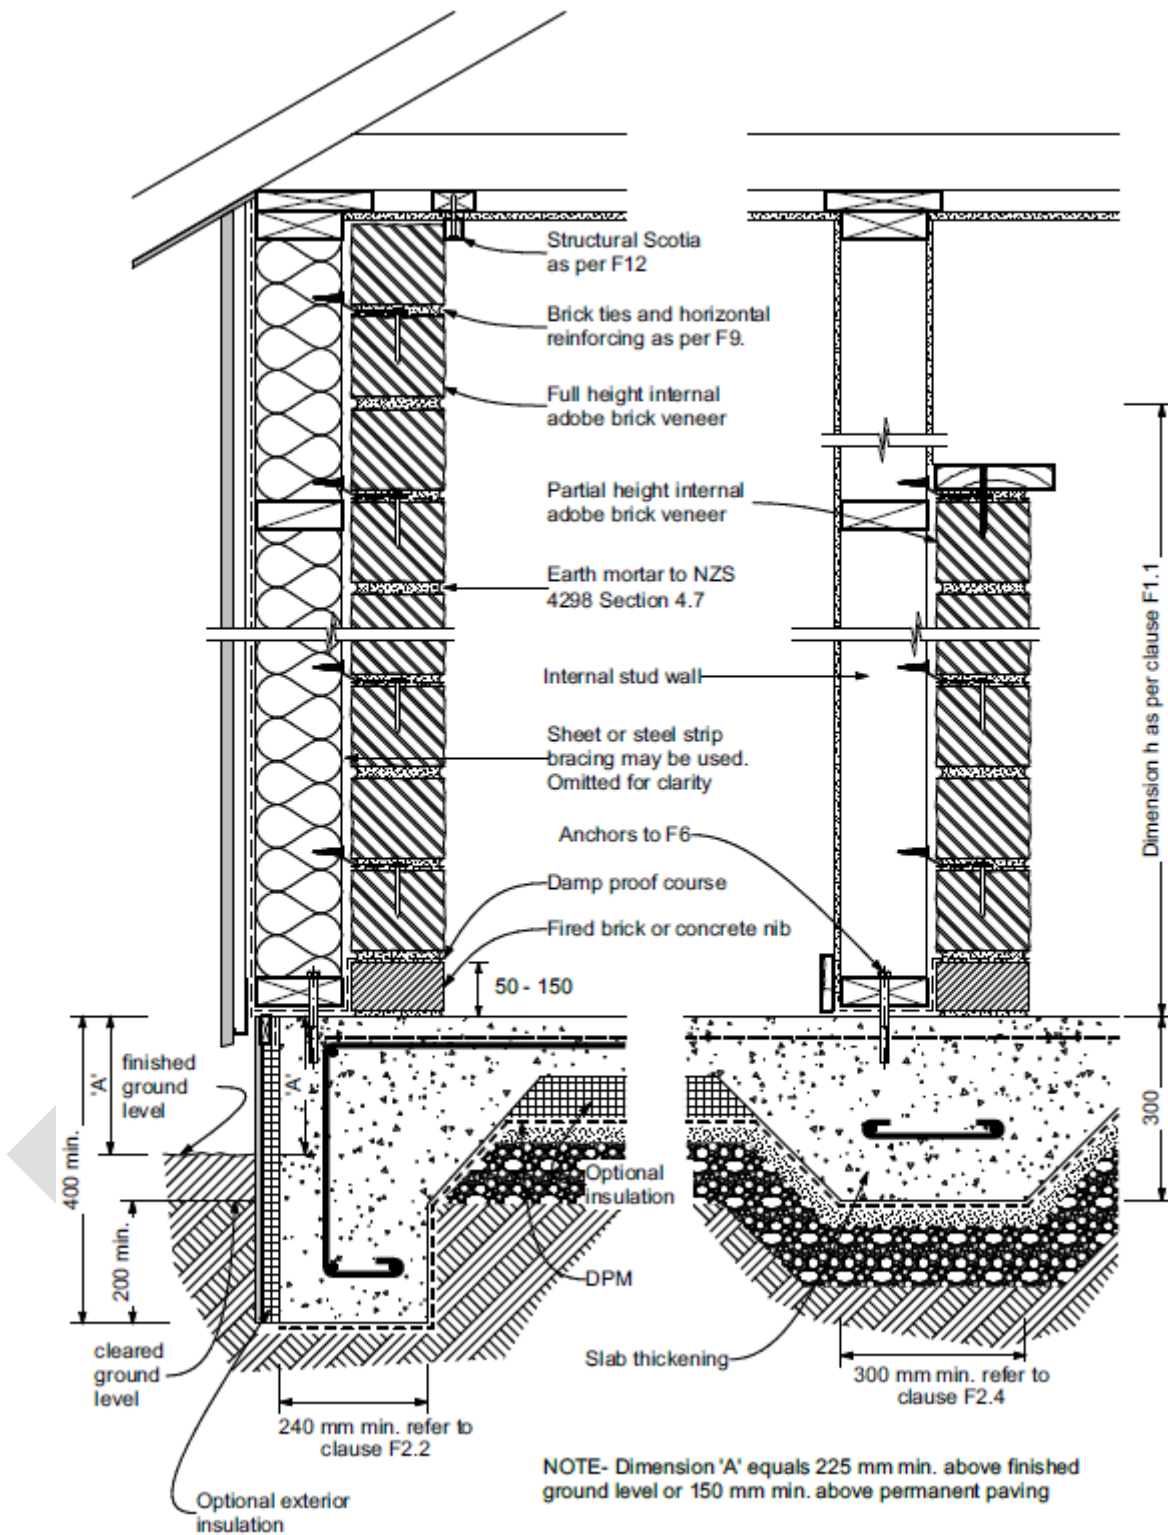 Structural Scotia
as per F12
Brick ties and horizontal
reinforcing as per F9.
Full height internal
adobe brick veneer
Partial height internal
adobe brick veneer
Earth mortar to NZS
4298 Section 4.7
Internal stud wall
Sheet or steel strip
bracing may be used.
Omitted for clarity
Anchors to F6
Damp proof course
Fired brick or concrete nib
50 - 150
Dimension h as per clause F1.1
300
finished
ground
level
'A'
'A'
400 min.
200 min.
cleared
ground
level
Optional
insulation
DPM
Slab thickening
240 mm min. refer to
clause F2.2
300 mm min. refer to
clause F2.4
Optional exterior
insulation
NOTE- Dimension 'A' equals 225 mm min. above finished
ground level or 150 mm min. above permanent paving